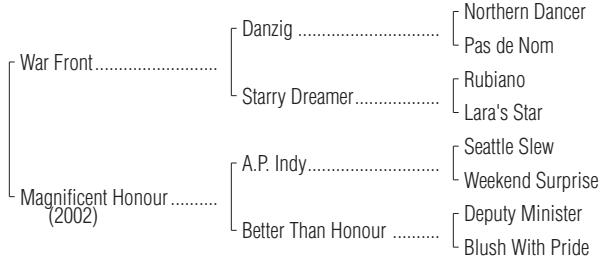 Northern Dancer
Danzig ..............................
Pas de Nom
War Front..........................
Rubiano
Starry Dreamer..................
Lara's Star
Seattle Slew
A.P. Indy............................
Weekend Surprise
Magnificent Honour ..........
(2002)
Deputy Minister
Better Than Honour ..........
Blush With Pride